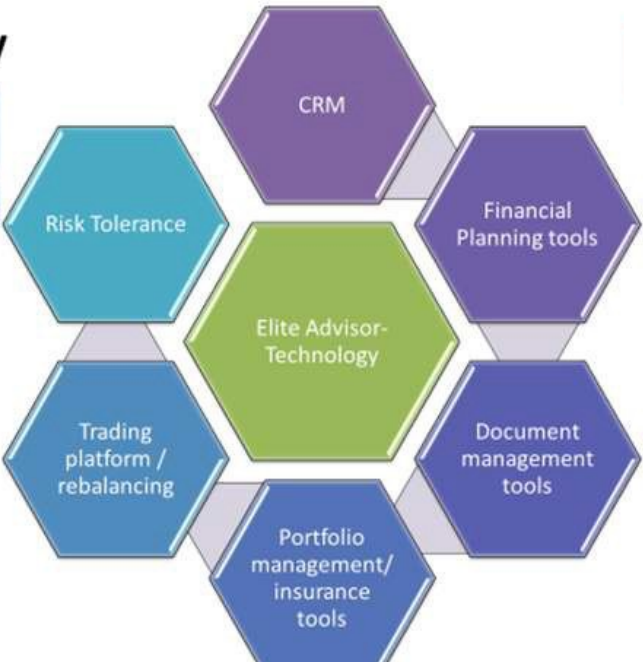 CRM
Financial
Planning tools
Risk Tolerance
Elite Advisor-
Technology
Document
management
tools
Trading
platform /
rebalancing
Portfolio
management/
insurance
tools